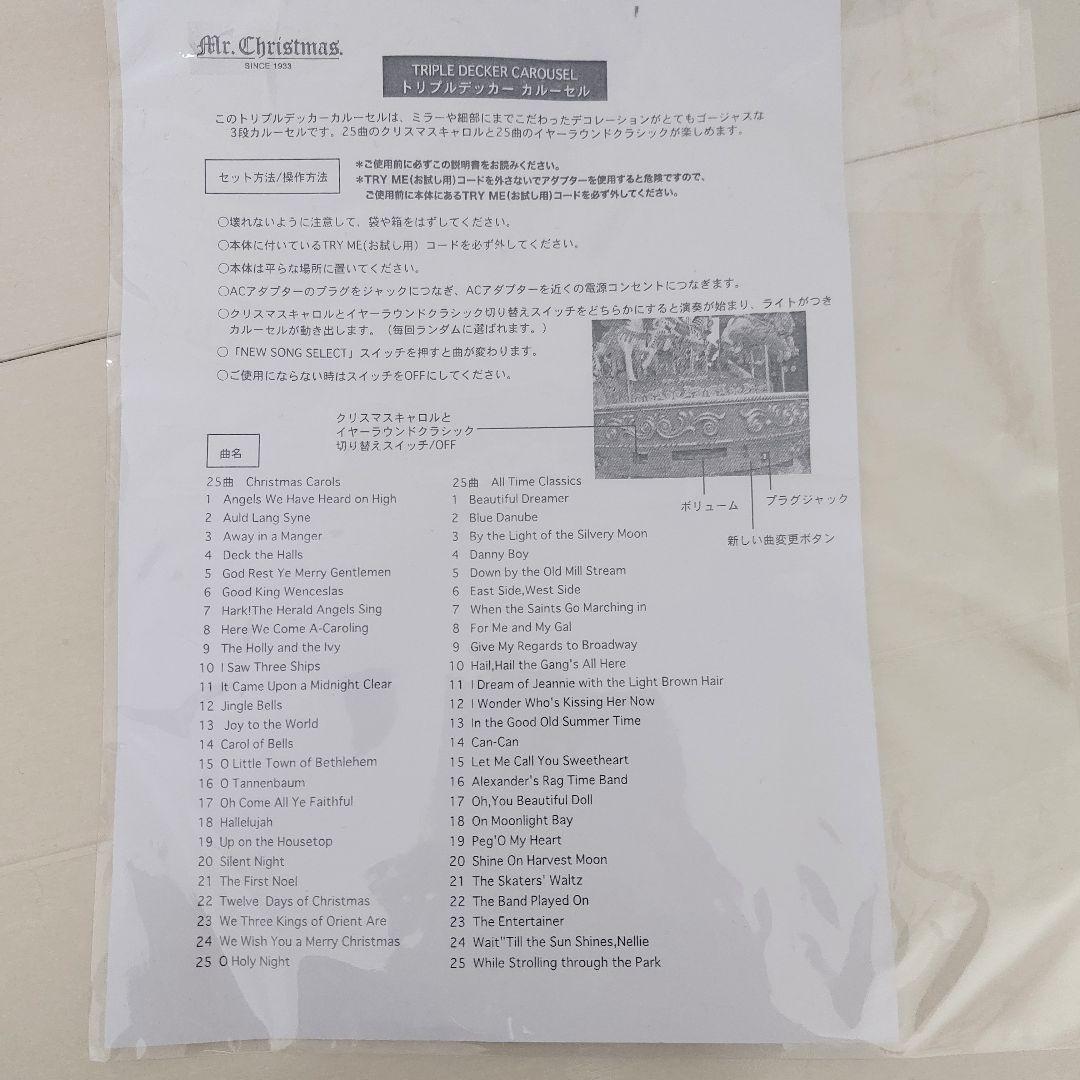 Mr. Christmas.
SINCE 1933
TRIPLE DECKER CAROUSEL
トリプルデッカー カルーセル
このトリプルデッカーカルーセルは、ミラーや細部にまでこだわったデコレーションがとてもゴージャスな
3段カルーセルです。25曲のクリスマスキャロルと25曲のイヤーラウンドクラシックが楽しめます。
セット方法/操作方法
＊ご使用前に必ずこの説明書をお読みください。
＊TRY ME(お試し用)コードを外さないでアダプターを使用すると危険ですので、
ご使用前に本体にあるTRY ME(お試し用)コードを必ず外してください。
○壊れないように注意して、袋や箱をはずしてください。
○本体に付いているTRY ME(お試し用）コードを必ず外してください。
○本体は平らな場所に置いてください。
○ACアダプターのプラグをジャックにつなぎ、ACアダプターを近くの電源コンセントにつなぎます。
○クリスマスキャロルとイヤーラウンドクラシック切り替えスイッチをどちらかにすると演奏が始まり、ライトがつき
カルーセルが動き出します。（毎回ランダムに選ばれます。）
○「NEW SONG SELECT」スイッチを押すと曲が変わります。
○ご使用にならない時はスイッチをOFFにしてください。
クリスマスキャロルと
イヤーラウンドクラシック
切り替えスイッチ/OFF
ボリューム
プラグジャック
新しい曲変更ボタン
曲名
25曲 Christmas Carols
1 Angels We Have Heard on High
2 Auld Lang Syne
3 Away in a Manger
4 Deck the Halls
5 God Rest Ye Merry Gentlemen
6 Good King Wenceslas
7 Hark!The Herald Angels Sing
8 Here We Come A-Caroling
9 The Holly and the Ivy
10 I Saw Three Ships
11 It Came Upon a Midnight Clear
12 Jingle Bells
13 Joy to the World
14 Carol of Bells
15 O Little Town of Bethlehem
16 O Tannenbaum
17 Oh Come All Ye Faithful
18 Hallelujah
19 Up on the Housetop
20 Silent Night
21 The First Noel
22 Twelve Days of Christmas
23 We Three Kings of Orient Are
24 We Wish You a Merry Christmas
25 O Holy Night
25曲 All Time Classics
1 Beautiful Dreamer
2 Blue Danube
3 By the Light of the Silvery Moon
4 Danny Boy
5 Down by the Old Mill Stream
6 East Side,West Side
7 When the Saints Go Marching in
8 For Me and My Gal
9 Give My Regards to Broadway
10 Hail,Hail the Gang's All Here
11 I Dream of Jeannie with the Light Brown Hair
12 I Wonder Who's Kissing Her Now
13 In the Good Old Summer Time
14 Can-Can
15 Let Me Call You Sweetheart
16 Alexander's Rag Time Band
17 Oh,You Beautiful Doll
18 On Moonlight Bay
19 Peg'O My Heart
20 Shine On Harvest Moon
21 The Skaters' Waltz
22 The Band Played On
23 The Entertainer
24 Wait"Till the Sun Shines,Nellie
25 While Strolling through the Park